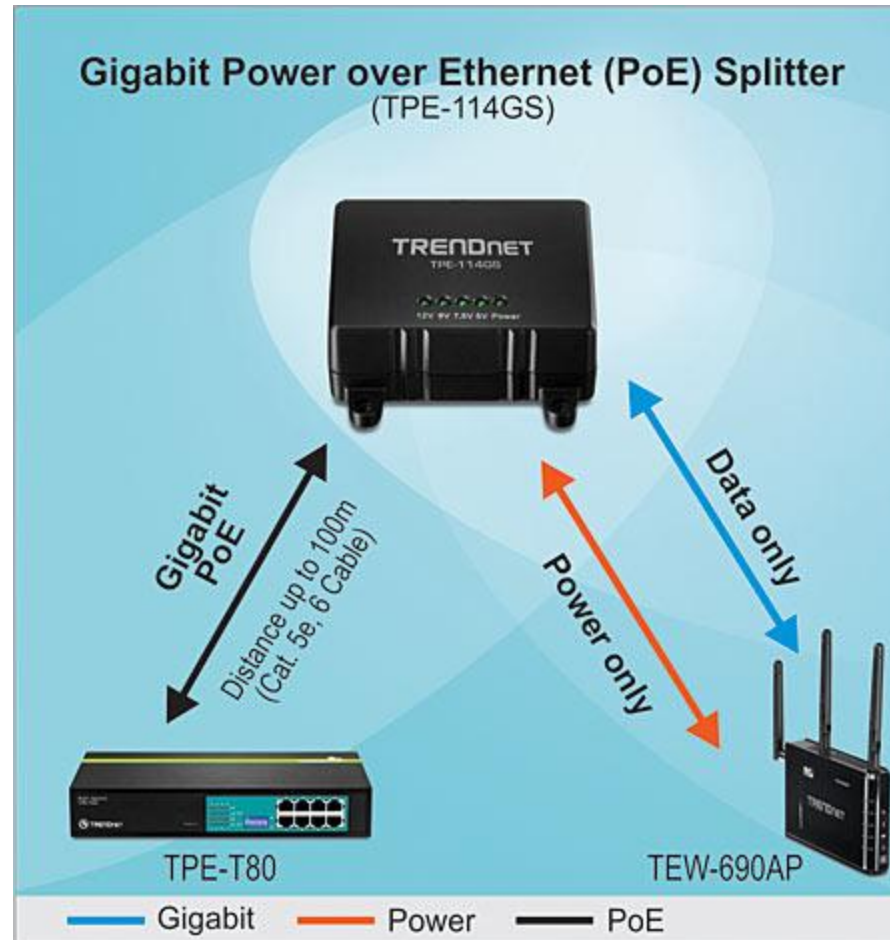 Gigabit Power over Ethernet (PoE) Splitter
(TPE-114GS)
TRENDNET
TPE-114GS
12V 9V 7.5V 5V Power
Gigabit
PoE
Distance up to 100m
(Cat. 5e, 6 Cable)
Data only
Power only
TRENDNET
TRENDNET
TPE-T80
TEW-690AP
Gigabit
Power
PoE